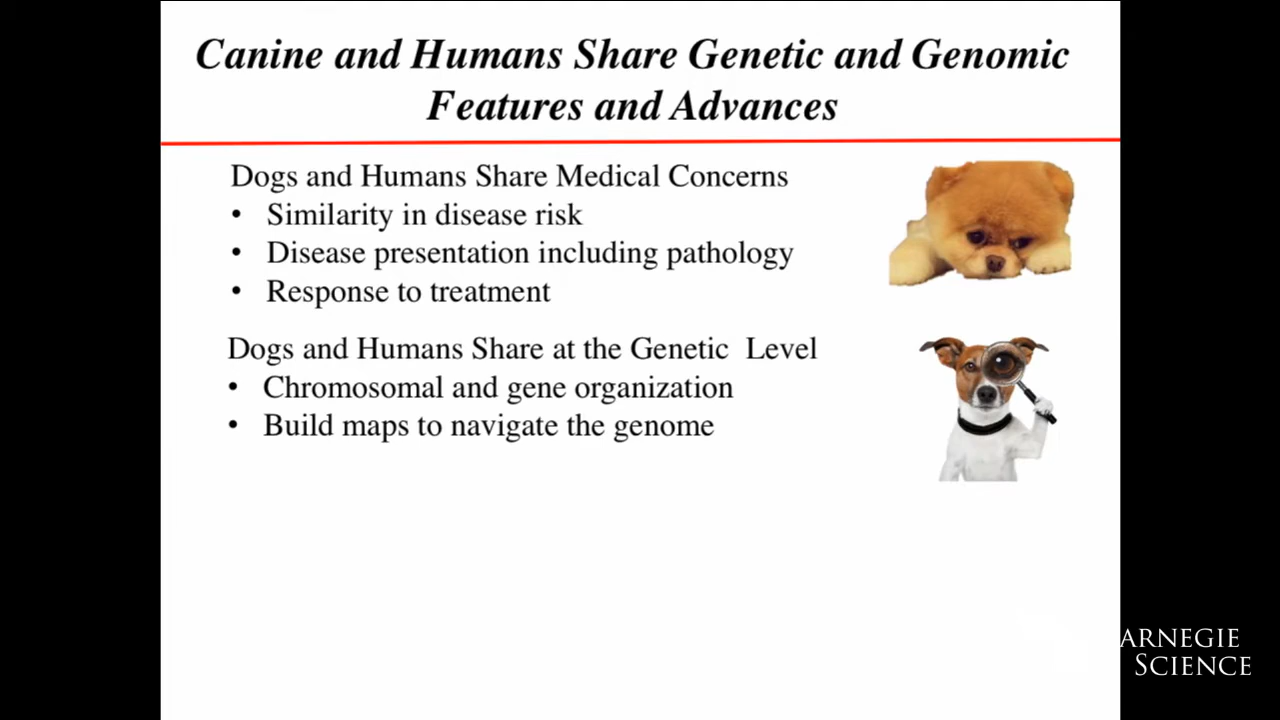 Canine and Humans Share Genetic and Genomic
Features and Advances
Dogs and Humans Share Medical Concerns
• Similarity in disease risk
• Disease presentation including pathology
• Response to treatment
Dogs and Humans Share at the Genetic Level
• Chromosomal and gene organization
• Build maps to navigate the genome
ARNEGIE
SCIENCE